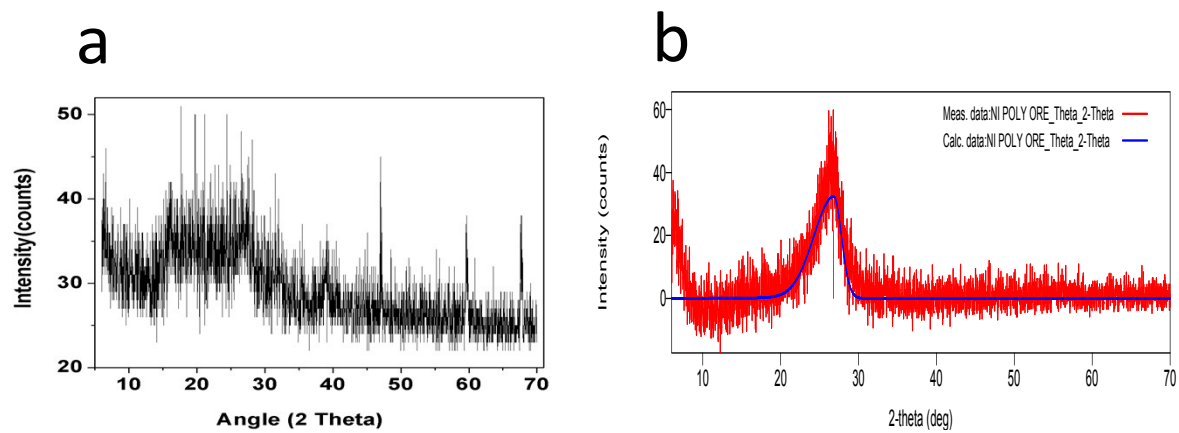 a
50
40
30
20
Intensity(counts)
10 20 30 40 50 60 70
Angle (2 Theta)
b
60
40
20
0
Intensity (counts)
Meas. data:NI POLY ORE_Theta_2-Theta
Calc. data:NI POLY ORE_Theta_2-Theta
10 20 30 40 50 60 70
2-theta (deg)